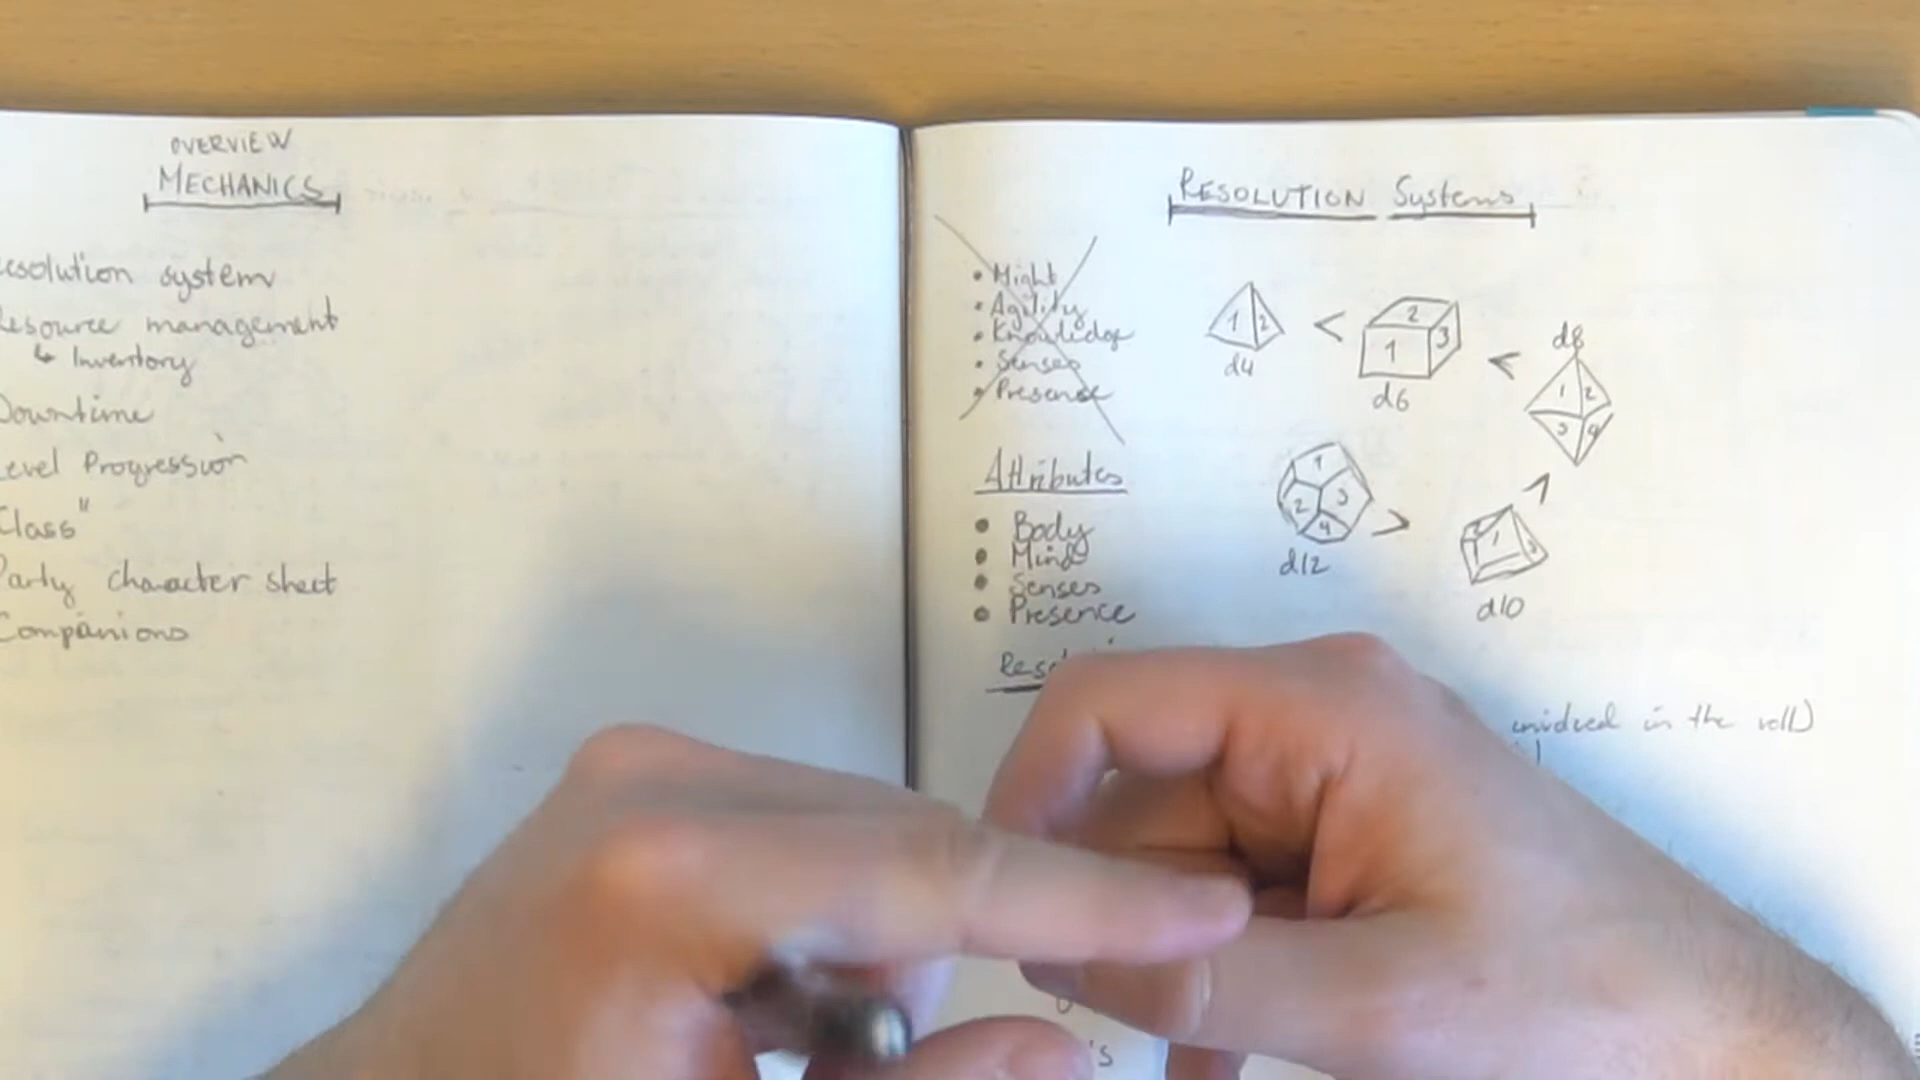 OVERVIEW
MECHANICS
esolution system
esource management
↳ Inventory
Downtime
evel Progression
Class"
Party character sheet
Companions
RESOLUTION Systems
• Might
• Agility
• Knowledge
• Senses
• Presence
1 2
d4
<
2
1 3
d6
<
d8
1 2
3 4
1
2 3
4
d12
>
1
d10
^
Attributes
• Body
• Mind
• Senses
• Presence
in the roll)